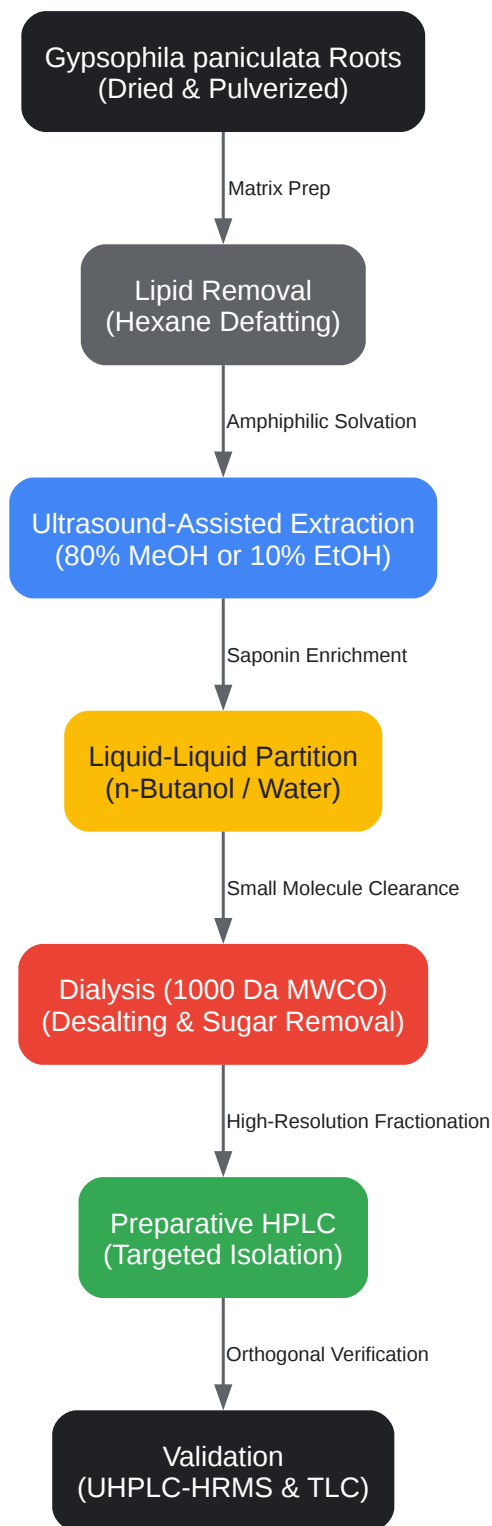 Gypsophila paniculata Roots
(Dried & Pulverized)
Matrix Prep
Lipid Removal
(Hexane Defatting)
Amphiphilic Solvation
Ultrasound-Assisted Extraction
(80% MeOH or 10% EtOH)
Saponin Enrichment
Liquid-Liquid Partition
(n-Butanol / Water)
Small Molecule Clearance
Dialysis (1000 Da MWCO)
(Desalting & Sugar Removal)
High-Resolution Fractionation
Preparative HPLC
(Targeted Isolation)
Orthogonal Verification
Validation
(UHPLC-HRMS & TLC)